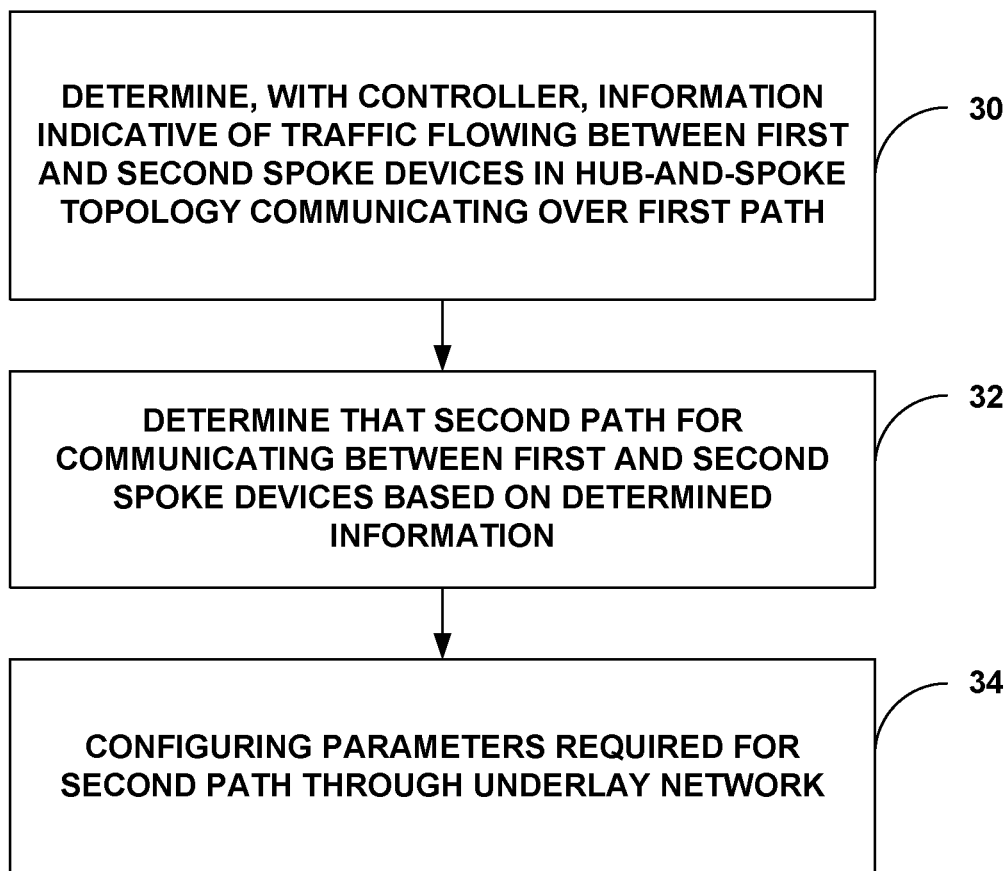 DETERMINE, WITH CONTROLLER, INFORMATION
INDICATIVE OF TRAFFIC FLOWING BETWEEN FIRST
AND SECOND SPOKE DEVICES IN HUB-AND-SPOKE
TOPOLOGY COMMUNICATING OVER FIRST PATH
30
DETERMINE THAT SECOND PATH FOR
COMMUNICATING BETWEEN FIRST AND SECOND
SPOKE DEVICES BASED ON DETERMINED
INFORMATION
32
CONFIGURING PARAMETERS REQUIRED FOR
SECOND PATH THROUGH UNDERLAY NETWORK
34